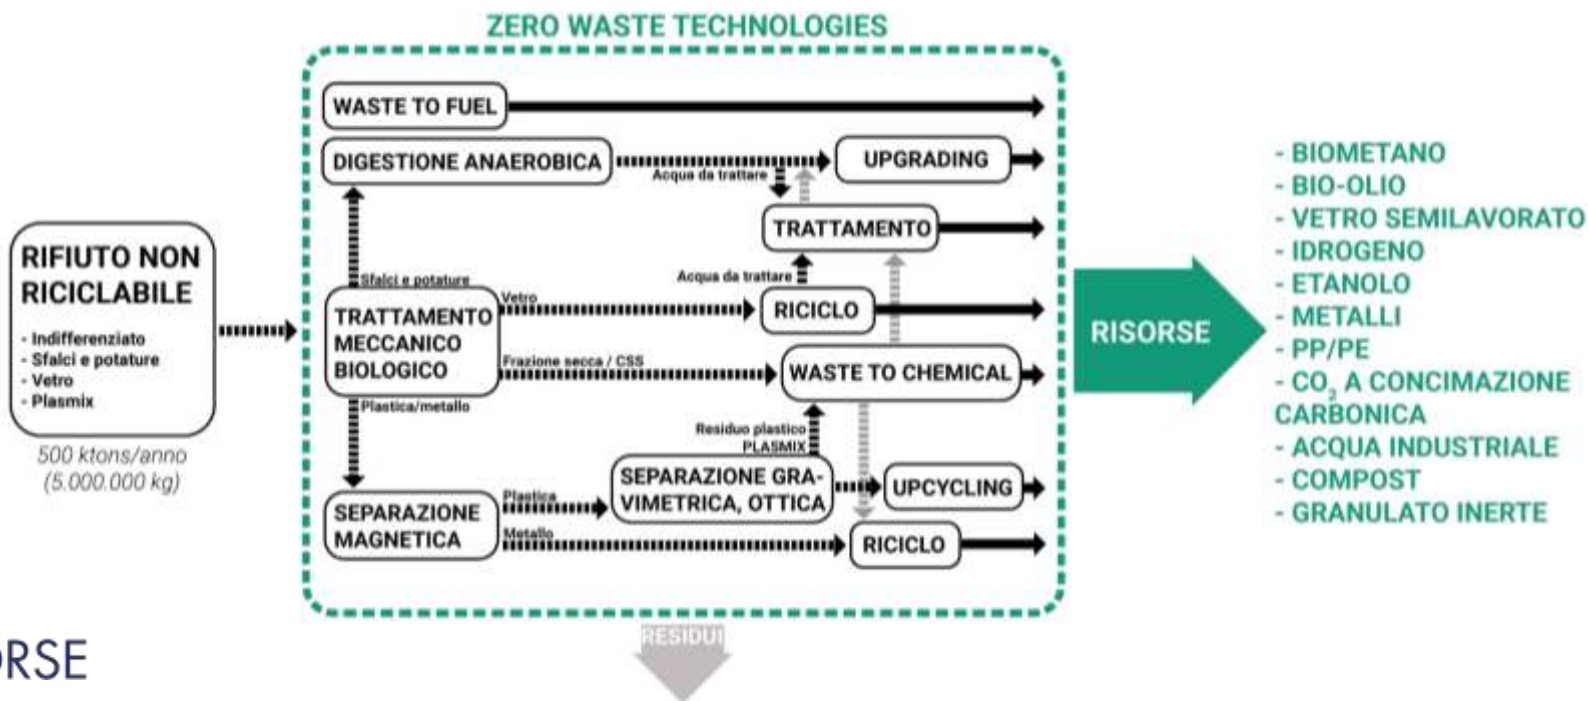 ZERO WASTE TECHNOLOGIES
WASTE TO FUEL
DIGESTIONE ANAEROBICA
Acqua da trattare
UPGRADING
TRATTAMENTO
RIFIUTO NON
RICICLABILE
- Indifferenziato
- Sfalci e potature
- Vetro
- Plasmix
500 ktons/anno
(5.000.000 kg)
Sfalci e potature
TRATTAMENTO
MECCANICO
BIOLOGICO
Vetro
Acqua da trattare
RICICLO
Frazione secca / CSS
WASTE TO CHEMICAL
Plastica/metallo
Residuo plastico
PLASMIX
SEPARAZIONE GRA-
VIMETRICA, OTTICA
UPCYCLING
SEPARAZIONE
MAGNETICA
Plastica
Metallo
RICICLO
RISORSE
- BIOMETANO
- BIO-OLIO
- VETRO SEMILAVORATO
- IDROGENO
- ETANOLO
- METALLI
- PP/PE
- CO₂ A CONCIMAZIONE
CARBONICA
- ACQUA INDUSTRIALE
- COMPOST
- GRANULATO INERTE
RESIDUI
ORSE